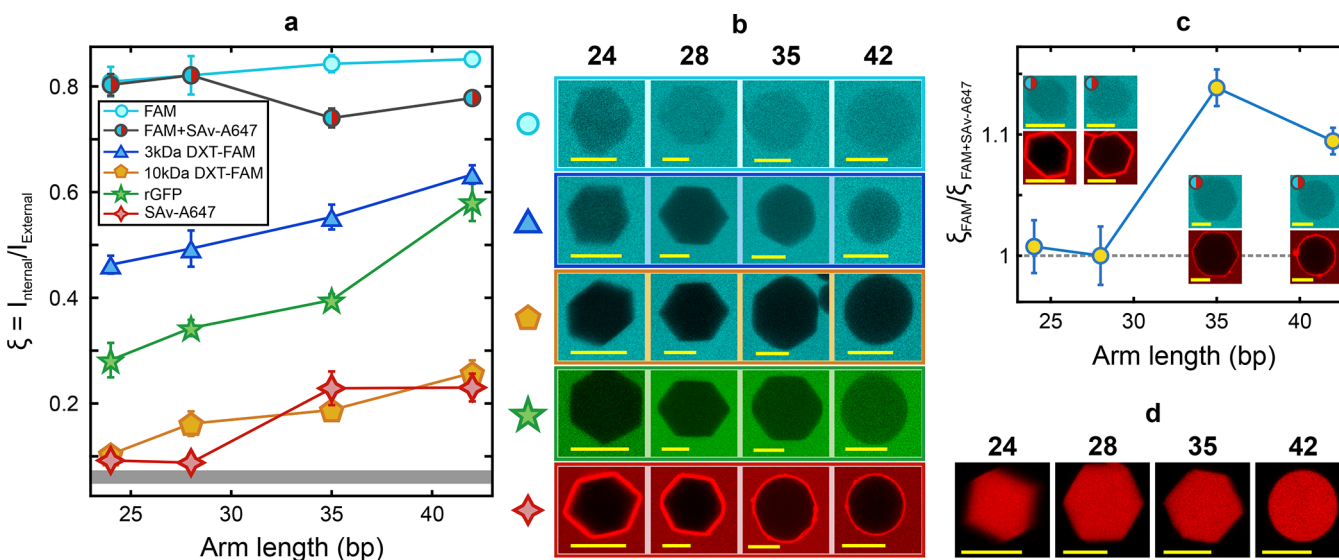 a
0.8
0.6
0.4
0.2
25
30
35
40
ξ = Internal/IExternal
Arm length (bp)
FAM
FAM+SAv-A647
3kDa DXT-FAM
10kDa DXT-FAM
rGFP
SAv-A647
b
24 28 35 42
c
1.1
1
25 30 35 40
ξFAM/ξFAM+SAv-A647
Arm length (bp)
d
24 28 35 42